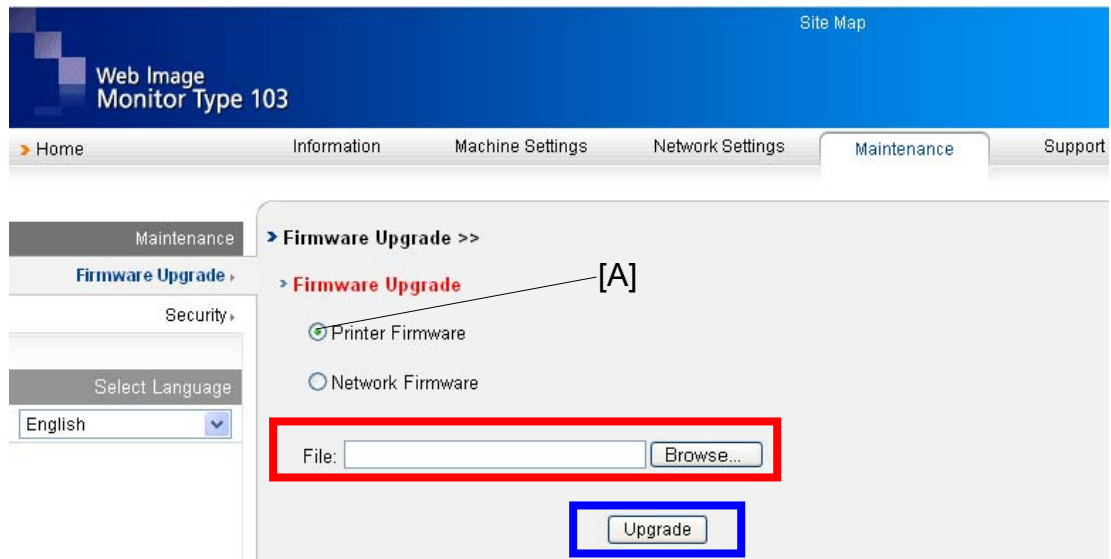 Site Map
Web Image
Monitor Type 103
Home Information Machine Settings Network Settings Maintenance Support
Maintenance
Firmware Upgrade
Security
Select Language
English
Firmware Upgrade >>
Firmware Upgrade
[A]
Printer Firmware
Network Firmware
File: Browse...
Upgrade